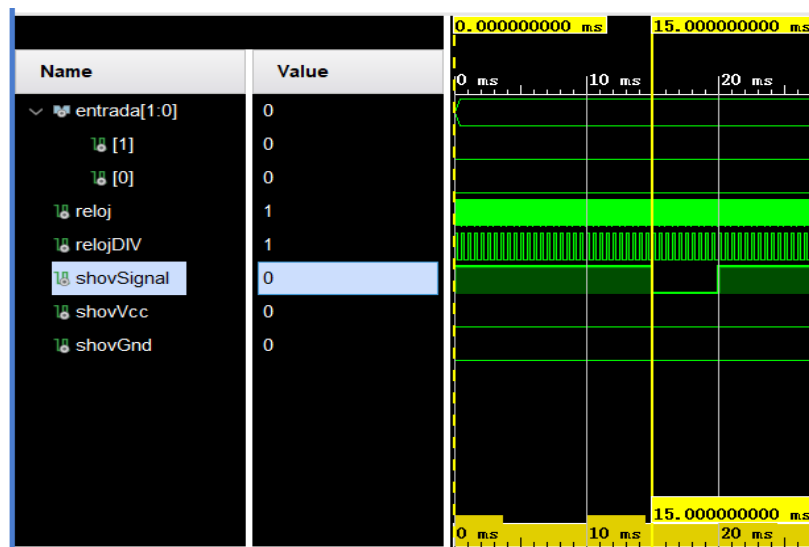 0.000000000 ms 15.000000000 ms
Name Value
0 ms 10 ms 20 ms
entrada[1:0] 0
[1] 0
[0] 0
reloj 1
relojDIV 1
shovSignal 0
shovVcc 0
shovGnd 0
15.000000000 ms
0 ms 10 ms 20 ms